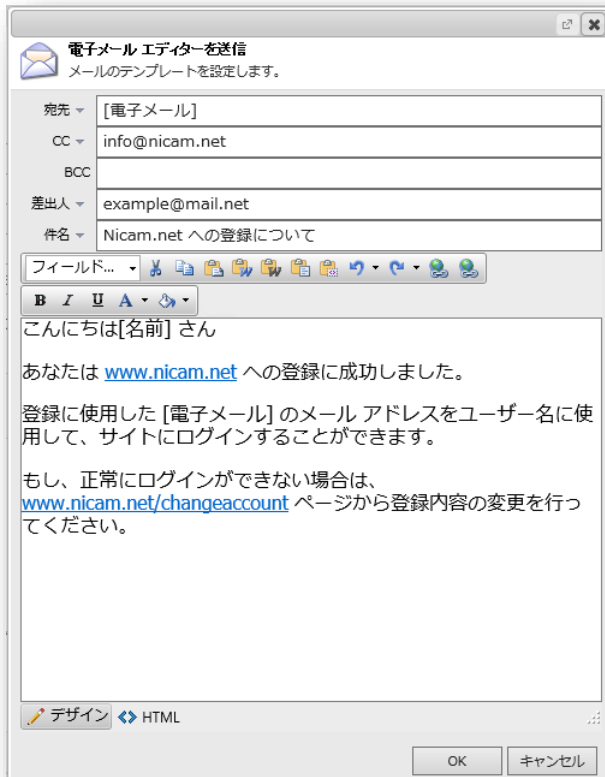 電子メール エディターを送信
メールのテンプレートを設定します。
宛先 [電子メール]
CC info@nicam.net
BCC
差出人 example@mail.net
件名 Nicam.net への登録について
フィールド...
B I U A
こんにちは[名前] さん
あなたは www.nicam.net への登録に成功しました。
登録に使用した [電子メール] のメール アドレスをユーザー名に使
用して、サイトにログインすることができます。
もし、正常にログインができない場合は、
www.nicam.net/changeaccount ページから登録内容の変更を行っ
てください。
デザイン HTML
OK キャンセル